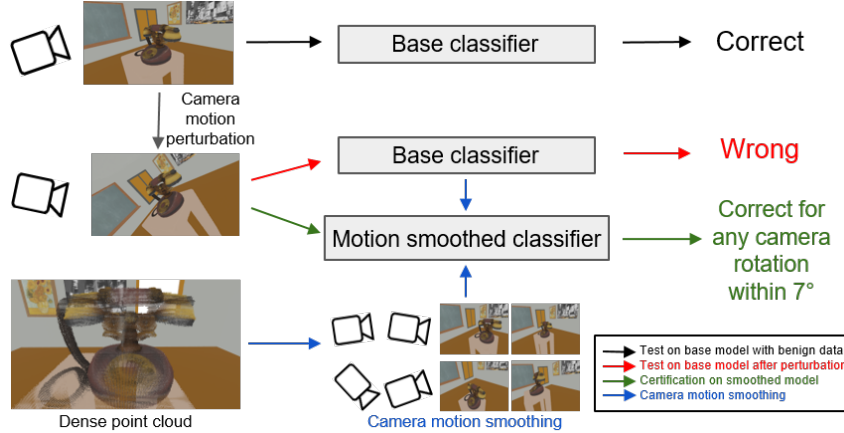 Base classifier
Correct
Camera
motion
perturbation
Base classifier
Wrong
Motion smoothed classifier
Correct for
any camera
rotation
within 7°
Dense point cloud
Camera motion smoothing
Test on base model with benign data
Test on base model after perturbation
Certification on smoothed model
Camera motion smoothing